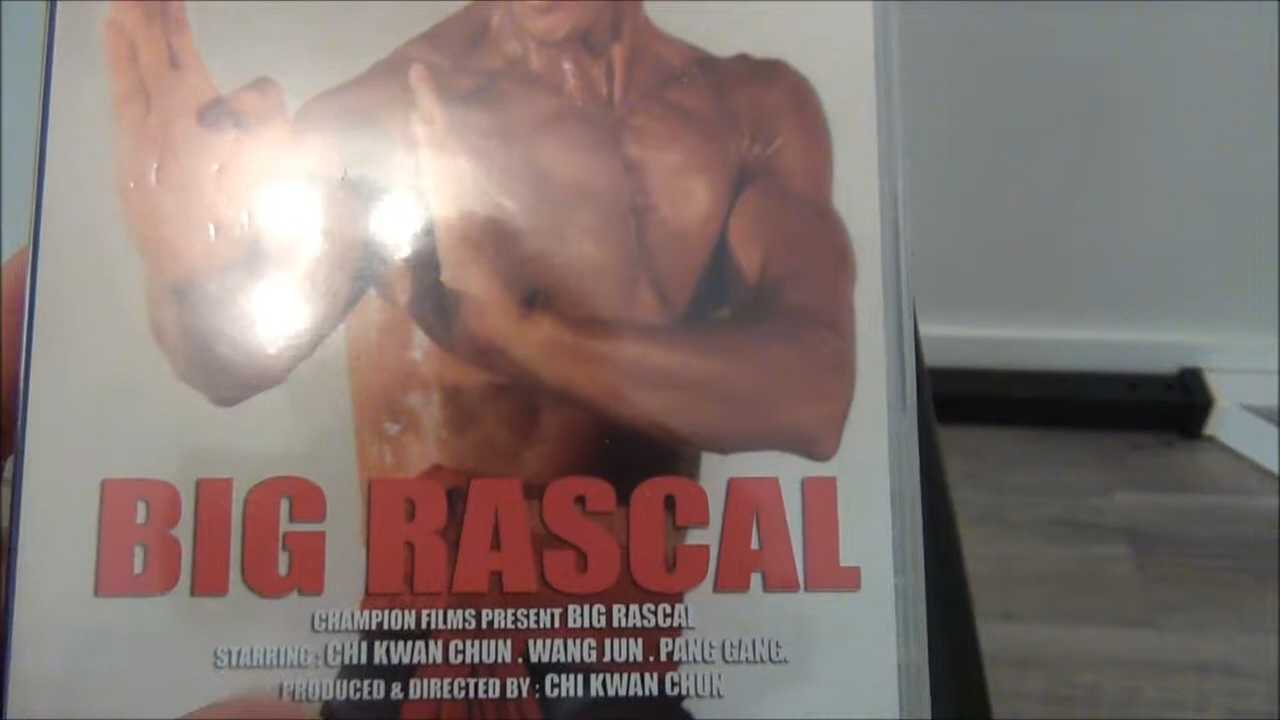 BIG RASCAL
CHAMPION FILMS PRESENT BIG RASCAL
STARRING : CHI KWAN CHUN . WANG JUN . PANG GANG.
PRODUCED & DIRECTED BY : CHI KWAN CHUN